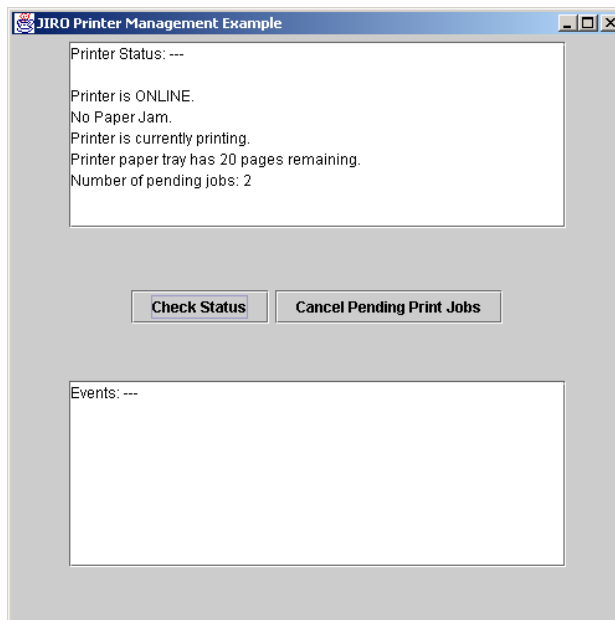 JIRO Printer Management Example
Printer Status: ---
Printer is ONLINE.
No Paper Jam.
Printer is currently printing.
Printer paper tray has 20 pages remaining.
Number of pending jobs: 2
Check Status
Cancel Pending Print Jobs
Events: ---